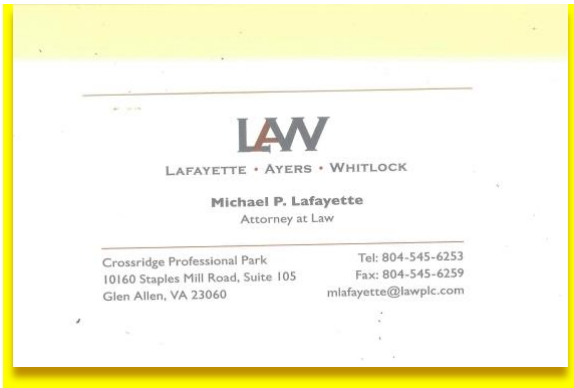 LAW
LAFAYETTE • AYERS • WHITLOCK
Michael P. Lafayette
Attorney at Law
Crossridge Professional Park
10160 Staples Mill Road, Suite 105
Glen Allen, VA 23060
Tel: 804-545-6253
Fax: 804-545-6259
mlafayette@lawplc.com